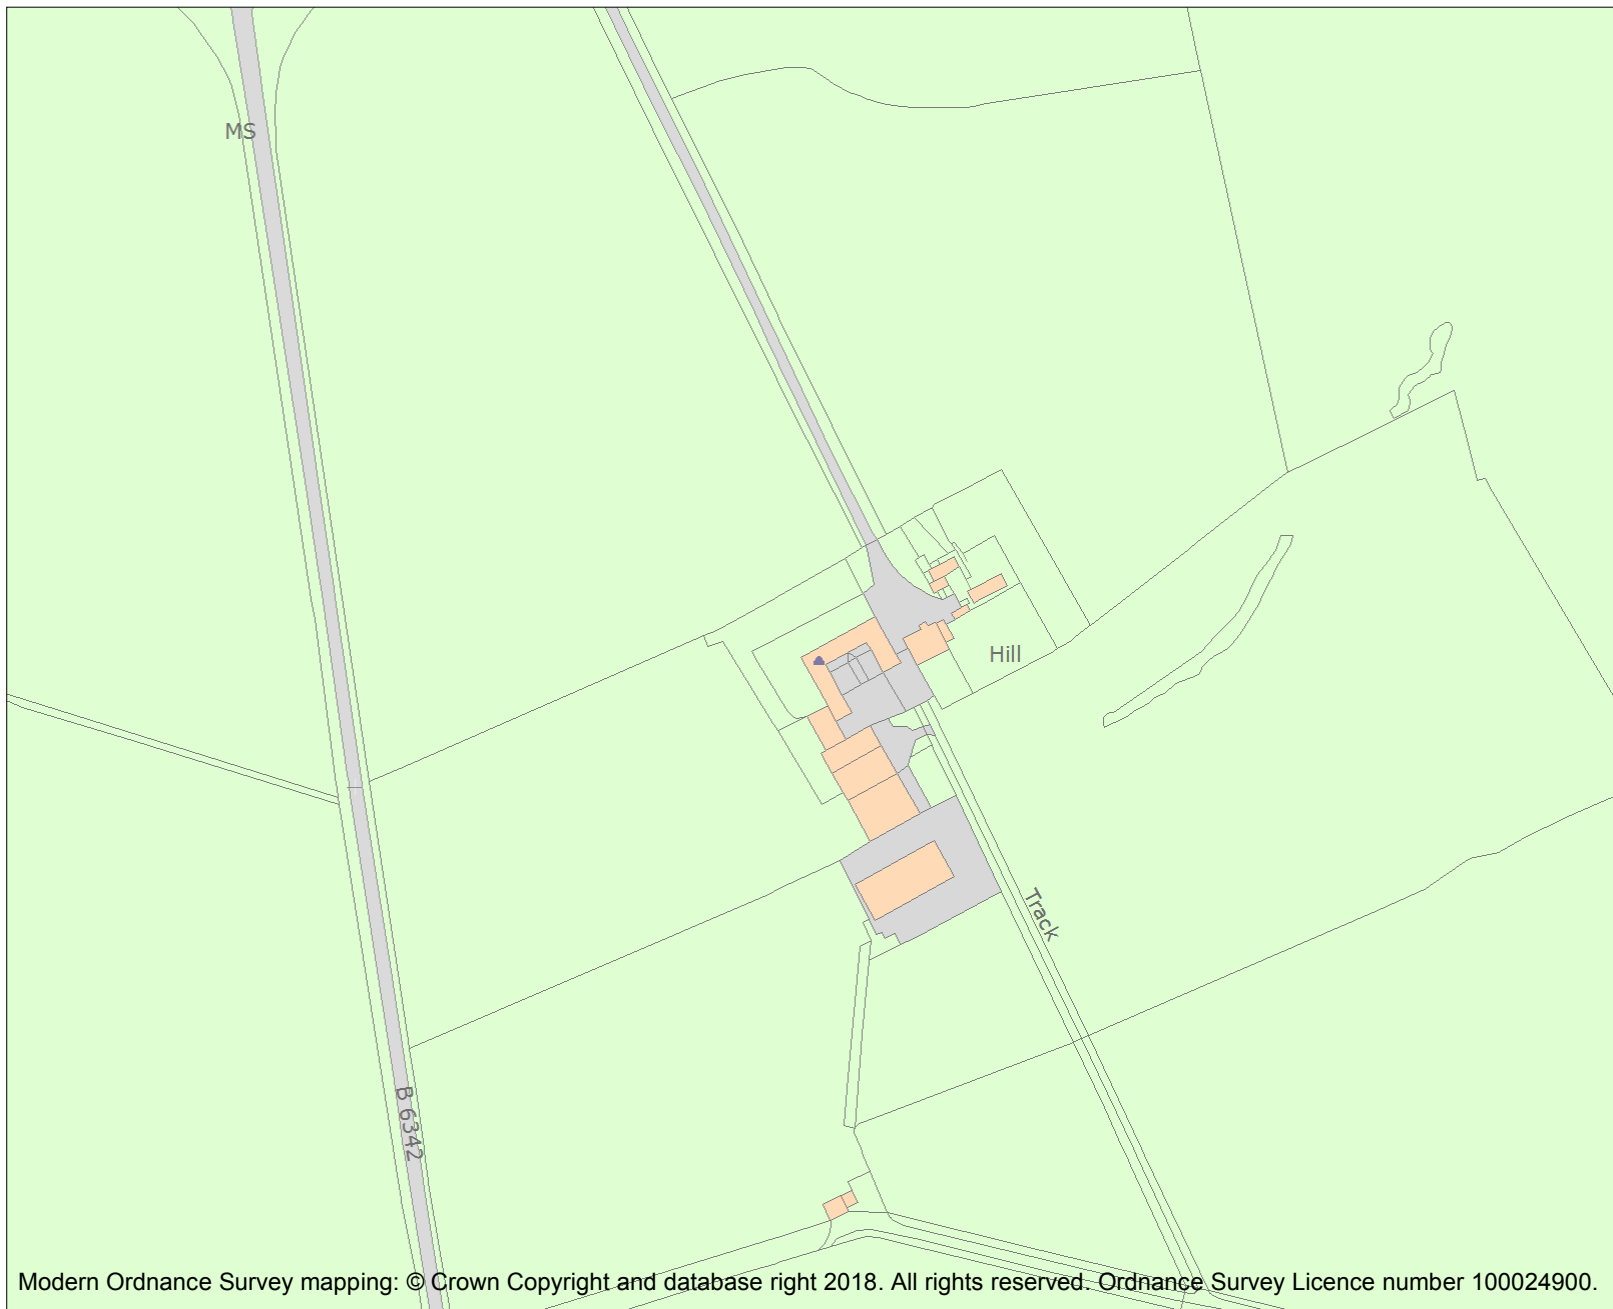 MS
Hill
Track
B 6342
Modern Ordnance Survey mapping: © Crown Copyright and database right 2018. All rights reserved. Ordnance Survey Licence number 100024900.